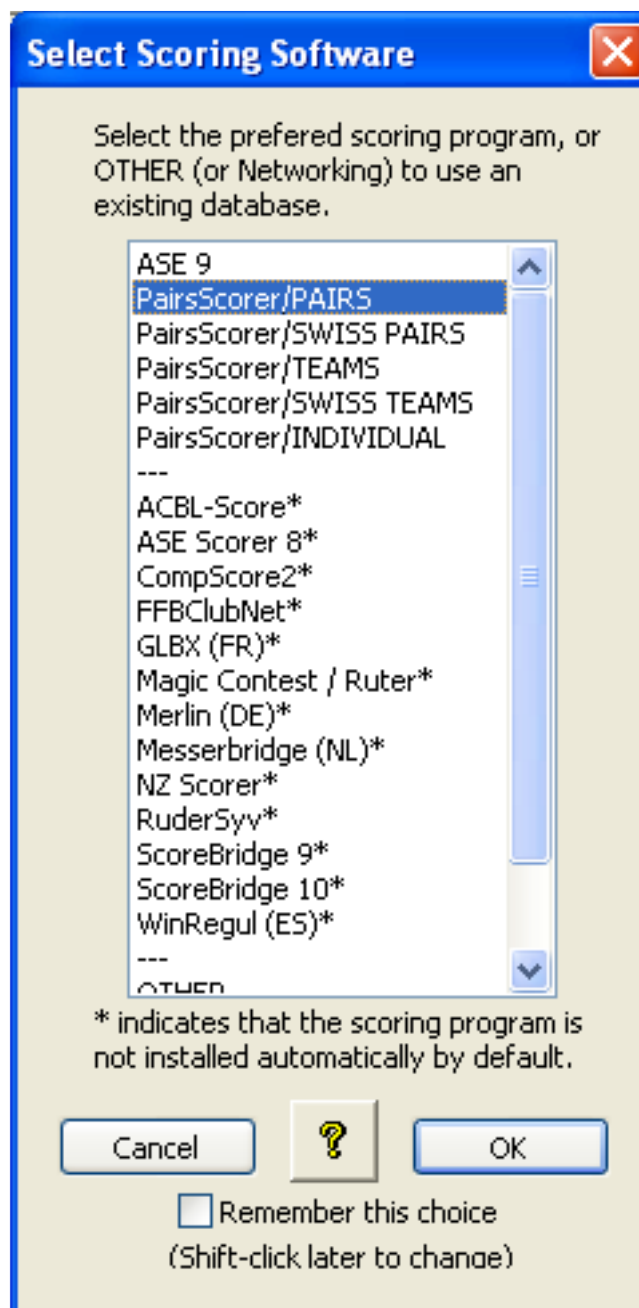 Select Scoring Software
Select the prefered scoring program, or
OTHER (or Networking) to use an
existing database.
ASE 9
PairsScorer/PAIRS
PairsScorer/SWISS PAIRS
PairsScorer/TEAMS
PairsScorer/SWISS TEAMS
PairsScorer/INDIVIDUAL
---
ACBL-Score*
ASE Scorer 8*
CompScore2*
FFBClubNet*
GLBX (FR)*
Magic Contest / Ruter*
Merlin (DE)*
Messerbridge (NL)*
NZ Scorer*
RuderSyv*
ScoreBridge 9*
ScoreBridge 10*
WinRegul (ES)*
---
OTHER
* indicates that the scoring program is
not installed automatically by default.
Cancel ? OK
Remember this choice
(Shift-click later to change)